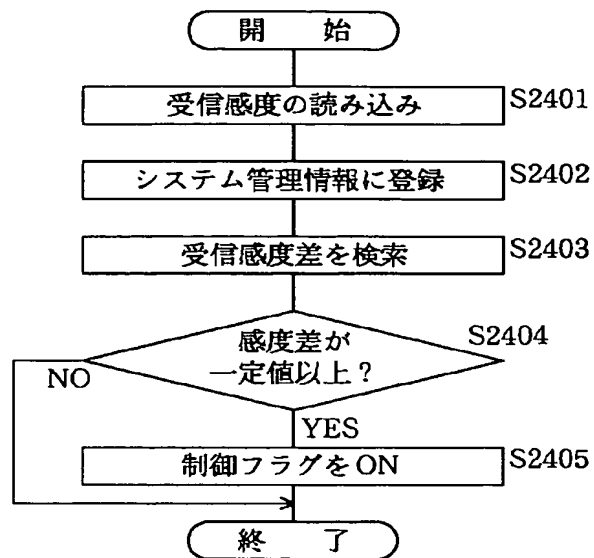 開 始
受信感度の読み込み S2401
システム管理情報に登録 S2402
受信感度差を検索 S2403
感度差が S2404
一定値以上?
NO
YES
制御フラグをON S2405
終 了